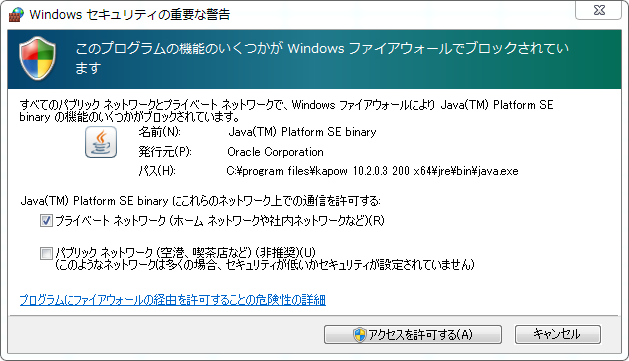 Windows セキュリティの重要な警告
このプログラムの機能のいくつかが Windows ファイアウォールでブロックされてい
ます
すべてのパブリック ネットワークとプライベート ネットワークで、Windows ファイアウォールにより Java(TM) Platform SE
binary の機能のいくつかがブロックされています。
名前(N): Java(TM) Platform SE binary
発行元(P): Oracle Corporation
パス(H): C:¥program files¥kapow 10.2.0.3 200 x64¥jre¥bin¥java.exe
Java(TM) Platform SE binary にこれらのネットワーク上での通信を許可する:
プライベート ネットワーク (ホーム ネットワークや社内ネットワークなど)(R)
パブリック ネットワーク (空港、喫茶店など) (非推奨)(U)
(このようなネットワークは多くの場合、セキュリティが低いかセキュリティが設定されていません)
プログラムにファイアウォールの経由を許可することの危険性の詳細
アクセスを許可する(A) キャンセル